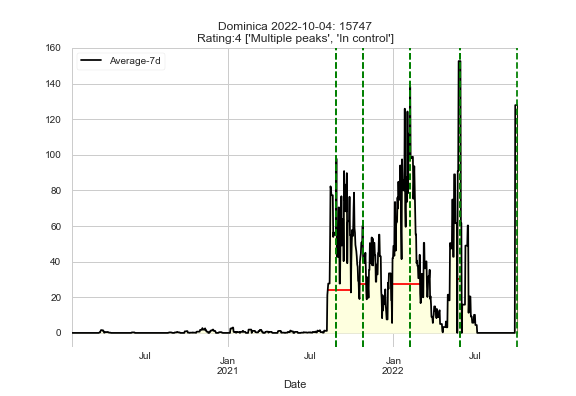 Dominica 2022-10-04: 15747
Rating:4 ['Multiple peaks', 'In control']
160
Average-7d
140
120
100
80
60
40
20
0
Jul
Jan
2021
Jul
Jan
2022
Jul
Date